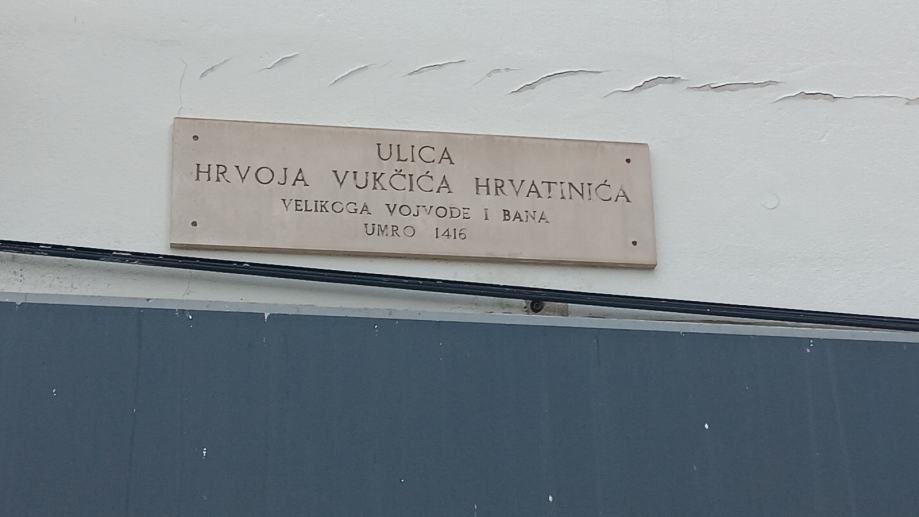 ULICA
HRVOJA VUKČIĆA HRVATINIĆA
VELIKOGA VOJVODE I BANA
UMRO 1416